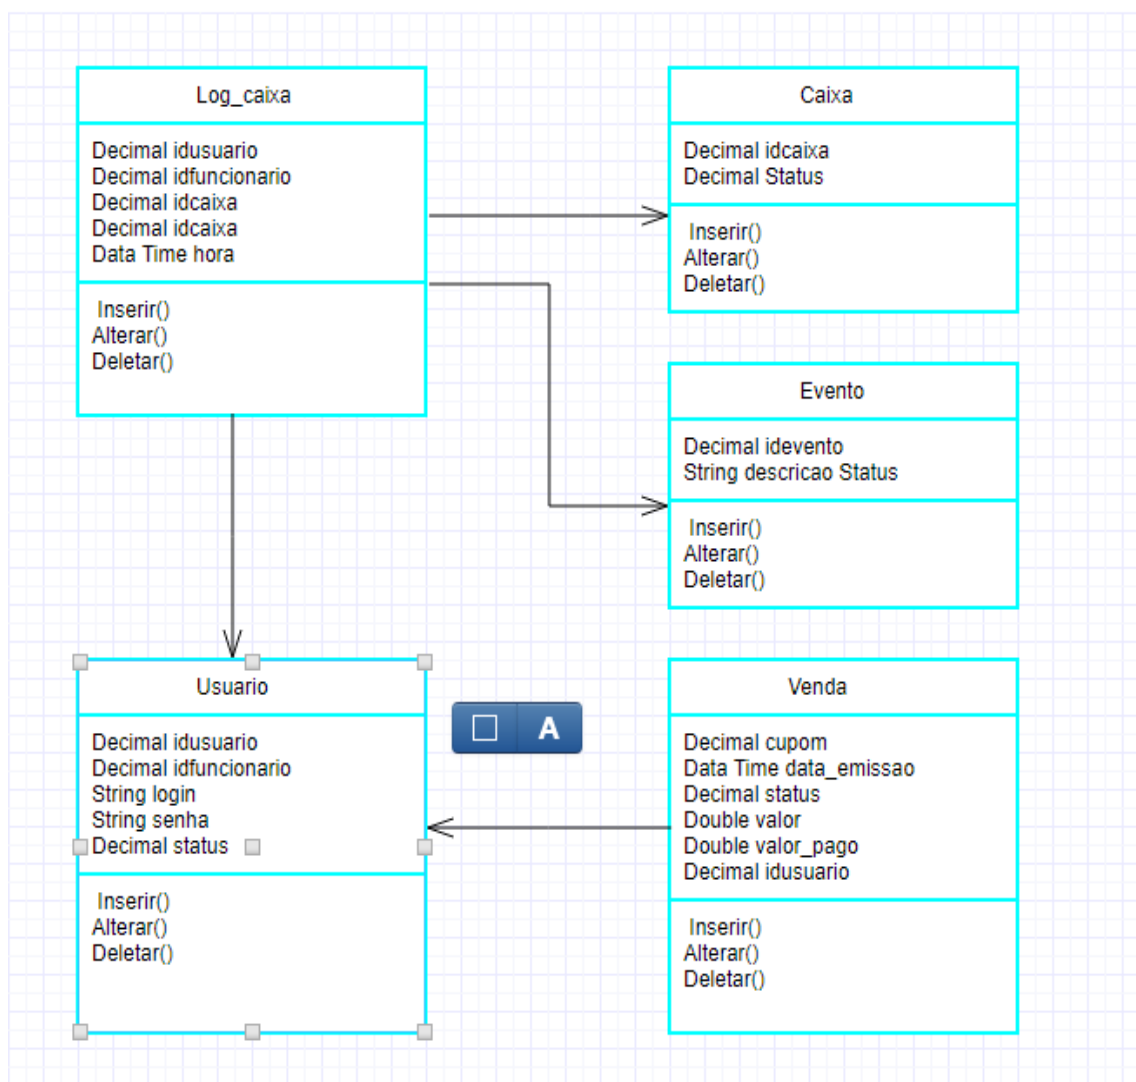 Log_caixa
Decimal idusuario
Decimal idfuncionario
Decimal idcaixa
Decimal idcaixa
Data Time hora
Inserir()
Alterar()
Deletar()
Caixa
Decimal idcaixa
Decimal Status
Inserir()
Alterar()
Deletar()
Evento
Decimal idevento
String descricao Status
Inserir()
Alterar()
Deletar()
Usuario
Decimal idusuario
Decimal idfuncionario
String login
String senha
Decimal status
Inserir()
Alterar()
Deletar()
A
Venda
Decimal cupom
Data Time data_emissao
Decimal status
Double valor
Double valor_pago
Decimal idusuario
Inserir()
Alterar()
Deletar()